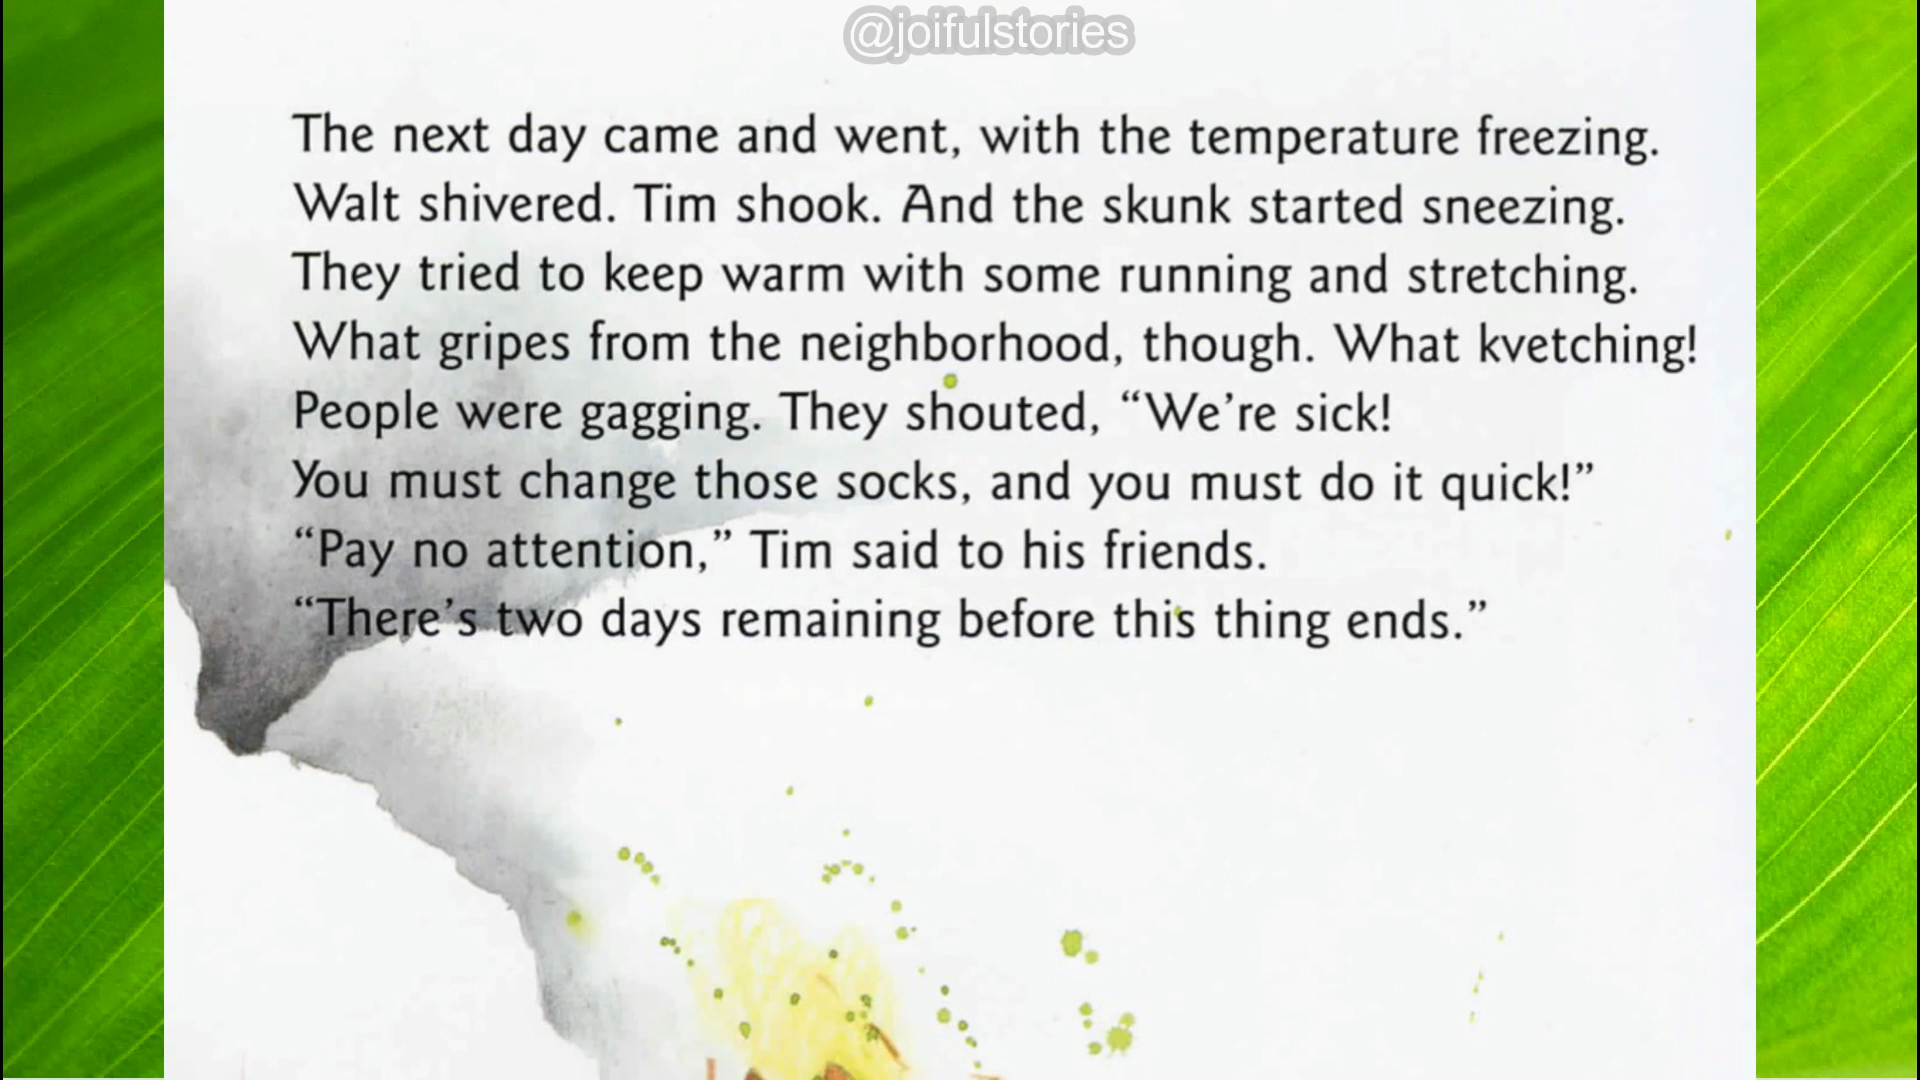 @joifulstories
The next day came and went, with the temperature freezing.
Walt shivered. Tim shook. And the skunk started sneezing.
They tried to keep warm with some running and stretching.
What gripes from the neighborhood, though. What kvetching!
People were gagging. They shouted, “We’re sick!
You must change those socks, and you must do it quick!”
“Pay no attention,” Tim said to his friends.
“There’s two days remaining before this thing ends.”